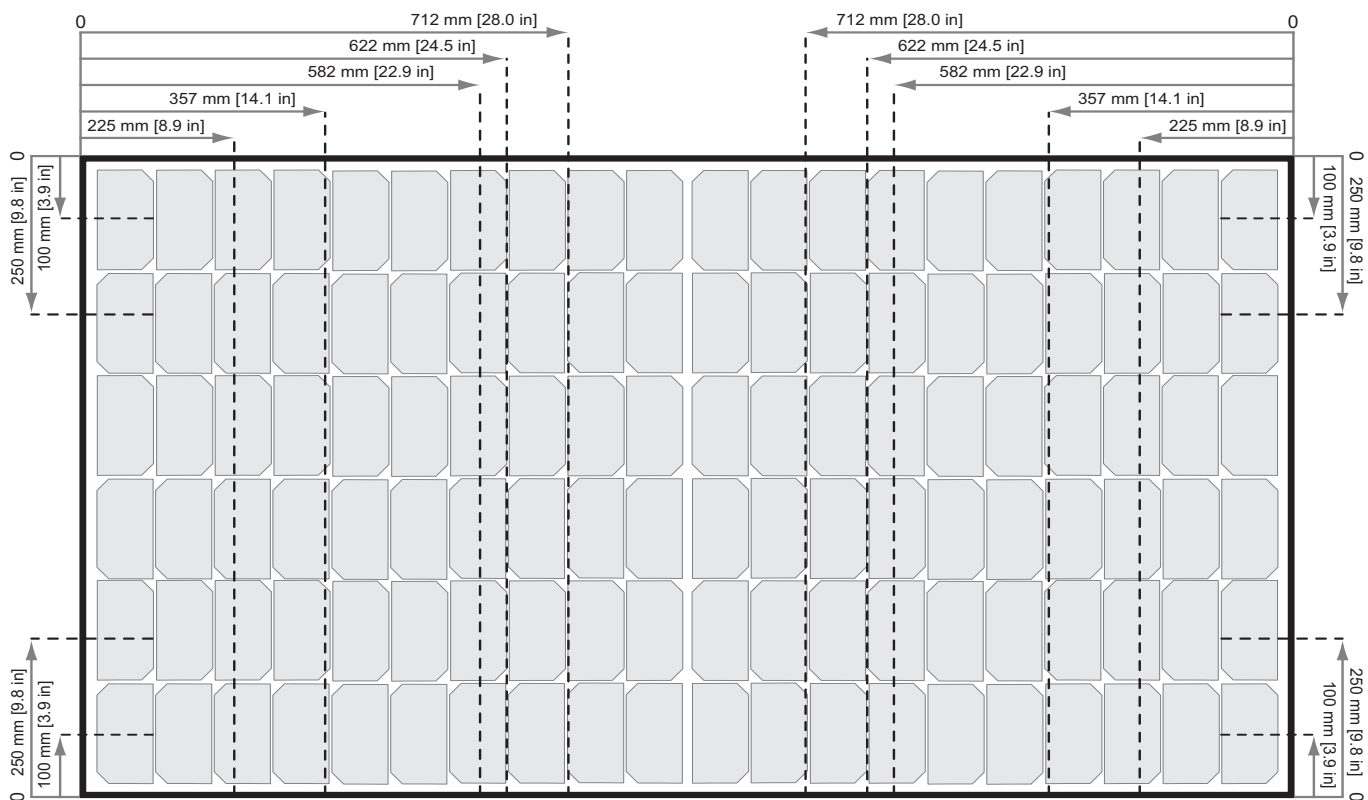 0
712 mm [28.0 in]
712 mm [28.0 in]
0
622 mm [24.5 in]
622 mm [24.5 in]
582 mm [22.9 in]
582 mm [22.9 in]
357 mm [14.1 in]
357 mm [14.1 in]
225 mm [8.9 in]
225 mm [8.9 in]
0
250 mm [9.8 in]
100 mm [3.9 in]
100 mm [3.9 in]
250 mm [9.8 in]
0
250 mm [9.8 in]
100 mm [3.9 in]
0
100 mm [3.9 in]
250 mm [9.8 in]
0